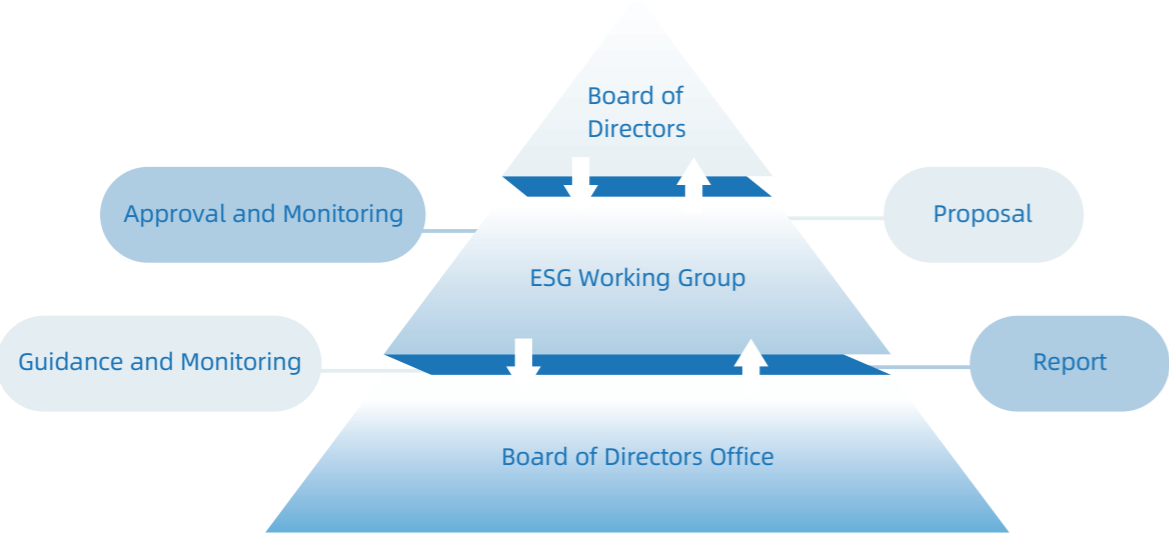 Board of
Directors
Approval and Monitoring
Proposal
ESG Working Group
Guidance and Monitoring
Report
Board of Directors Office